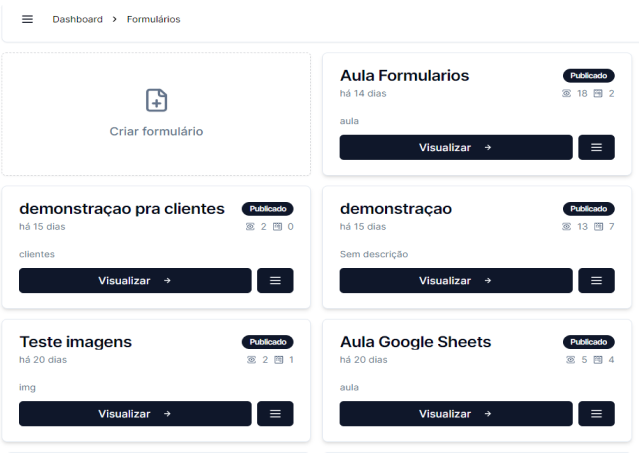 Dashboard > Formulários
Criar formulário
Aula Formularios Publicado
há 14 dias 18 2
aula
Visualizar →
demonstraçao pra clientes Publicado
há 15 dias 2 0
clientes
Visualizar →
demonstraçao Publicado
há 15 dias 13 7
Sem descrição
Visualizar →
Teste imagens Publicado
há 20 dias 2 1
img
Visualizar →
Aula Google Sheets Publicado
há 20 dias 5 4
aula
Visualizar →